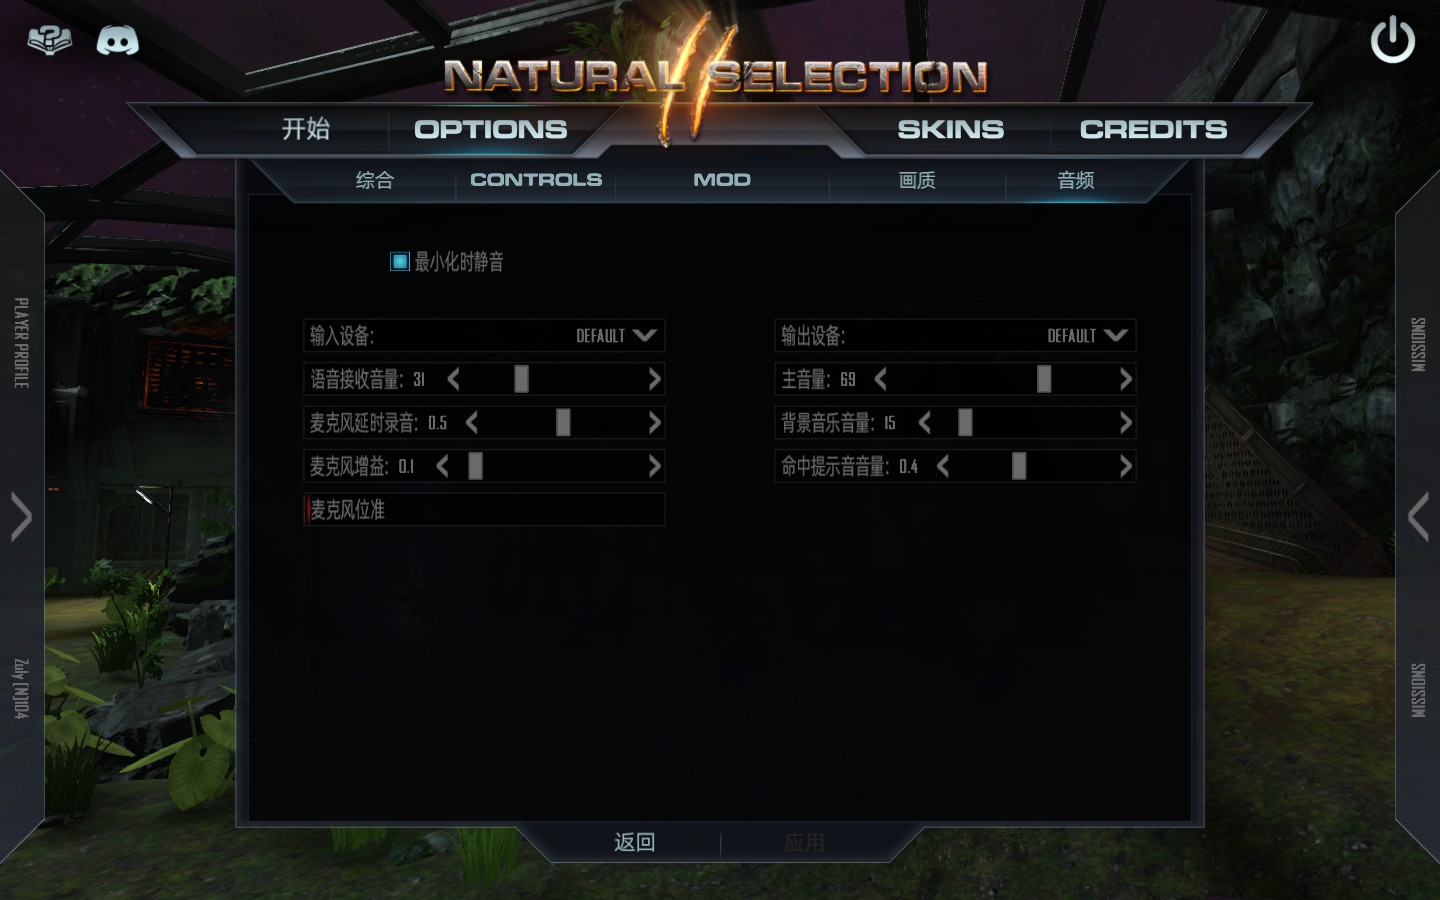 NATURAL SELECTION
开始 OPTIONS SKINS CREDITS
综合 CONTROLS MOD 画质 音频
最小化时静音
输入设备: DEFAULT
语音接收音量: 31
麦克风延时录音: 0.5
麦克风增益: 0.1
麦克风位准
输出设备: DEFAULT
主音量: 69
背景音乐音量: 15
命中提示音音量: 0.4
返回 应用
PLAYER PROFILE
Zuly [N]104
MISSIONS
MISSIONS